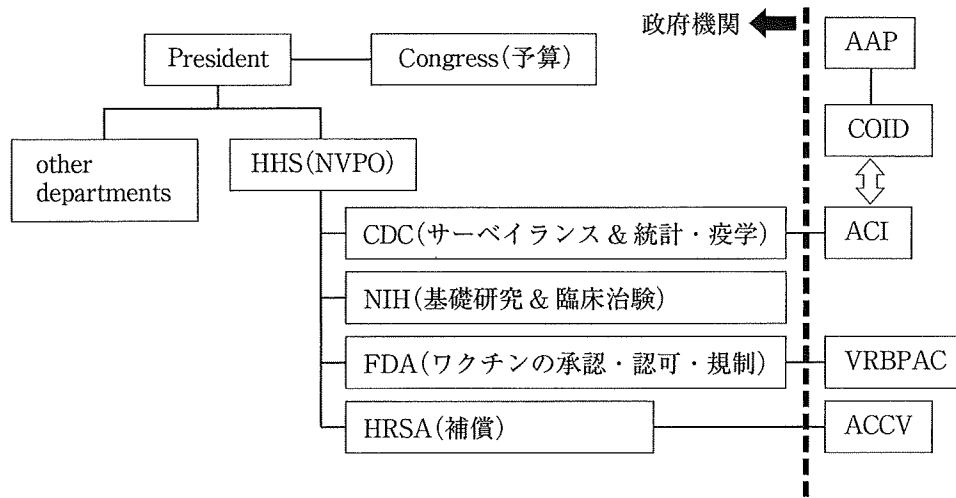 政府機関
AAP
President
Congress(予算)
COID
other
departments
HHS(NVPO)
CDC(サーベイランス & 統計・疫学)
ACI
NIH(基礎研究 & 臨床治験)
FDA(ワクチンの承認・認可・規制)
VRBPAC
HRSA(補償)
ACCV